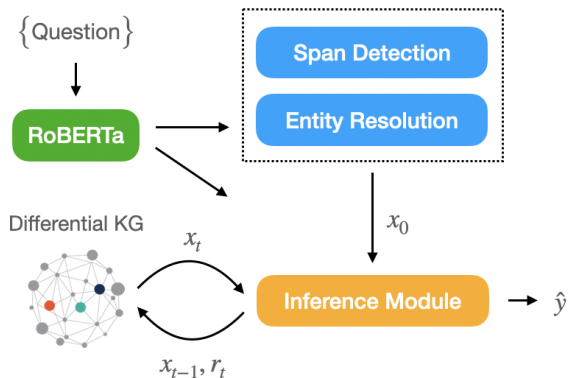 {Question}
Span Detection
Entity Resolution
RoBERTa
x₀
Differential KG
xₜ
Inference Module
ŷ
xₜ₋₁, rₜ